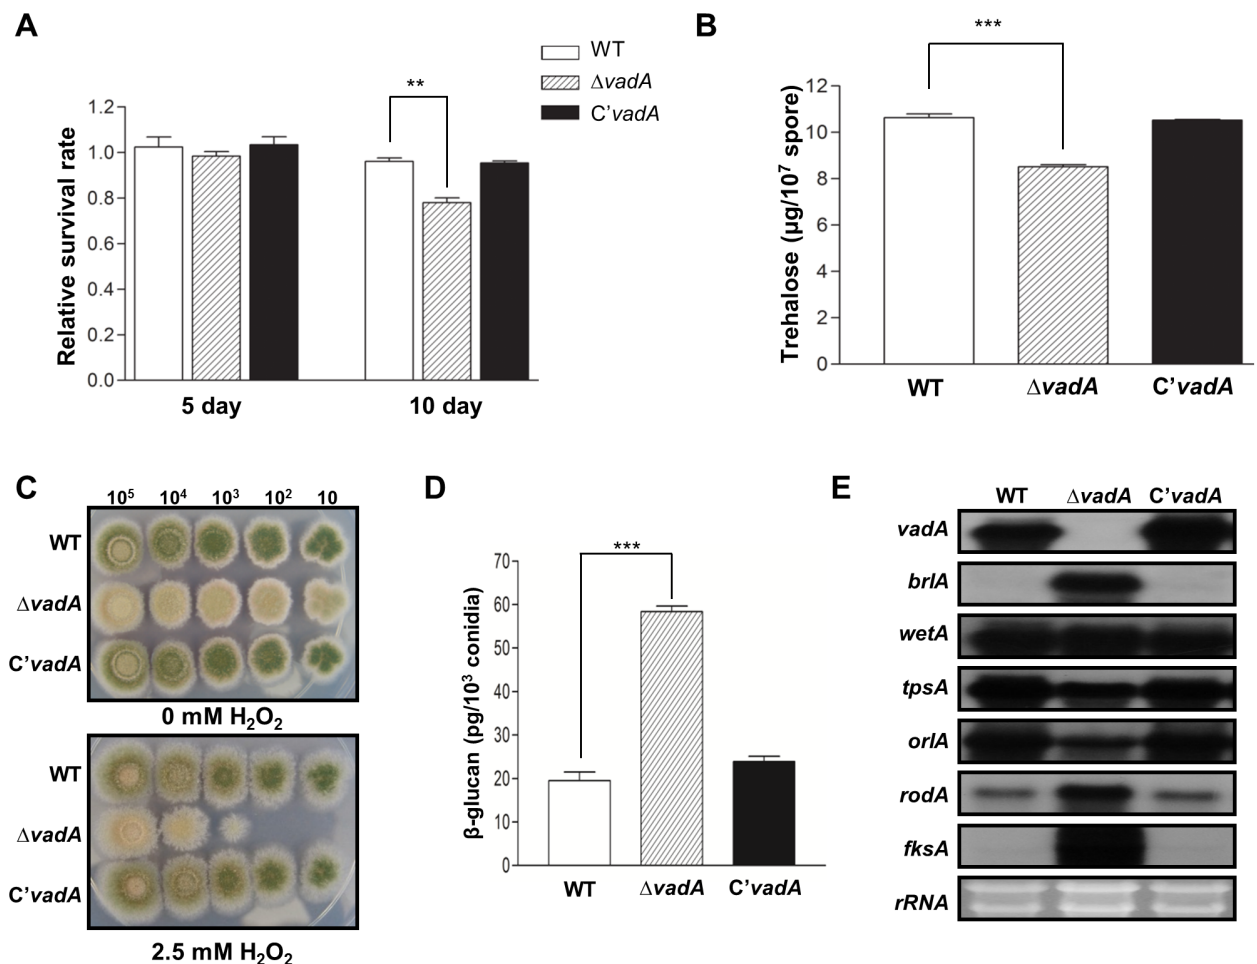 A
WT
ΔvadA
C'vadA
**
Relative survival rate
1.2
1.0
0.8
0.6
0.4
0.2
0.0
5 day
10 day
B
***
Trehalose (µg/10⁷ spore)
12
10
8
6
4
2
0
WT
ΔvadA
C'vadA
C
10⁵ 10⁴ 10³ 10² 10
WT
ΔvadA
C'vadA
0 mM H₂O₂
WT
ΔvadA
C'vadA
2.5 mM H₂O₂
D
***
β-glucan (pg/10³ conidia)
70
60
50
40
30
20
10
0
WT
ΔvadA
C'vadA
E
WT ΔvadA C'vadA
vadA
brlA
wetA
tpsA
orlA
rodA
fksA
rRNA